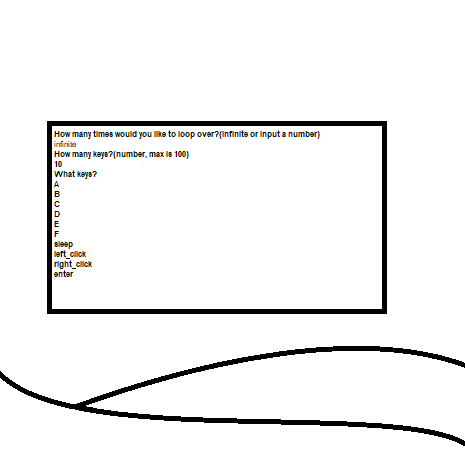 How many times would you like to loop over?(infinite or input a number)
infinite
How many keys?(number, max is 100)
10
What keys?
A
B
C
D
E
F
sleep
left_click
right_click
enter